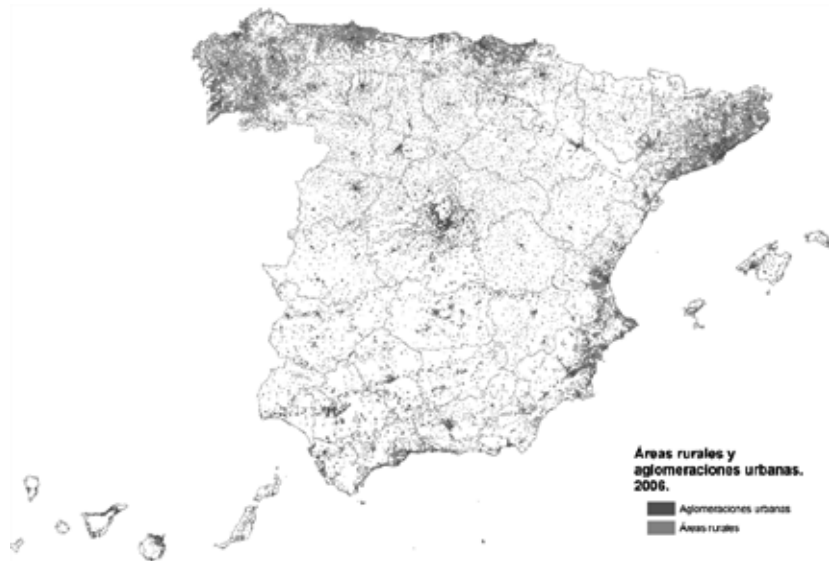 Áreas rurales y
aglomeraciones urbanas.
2006.
Aglomeraciones urbanas
Áreas rurales